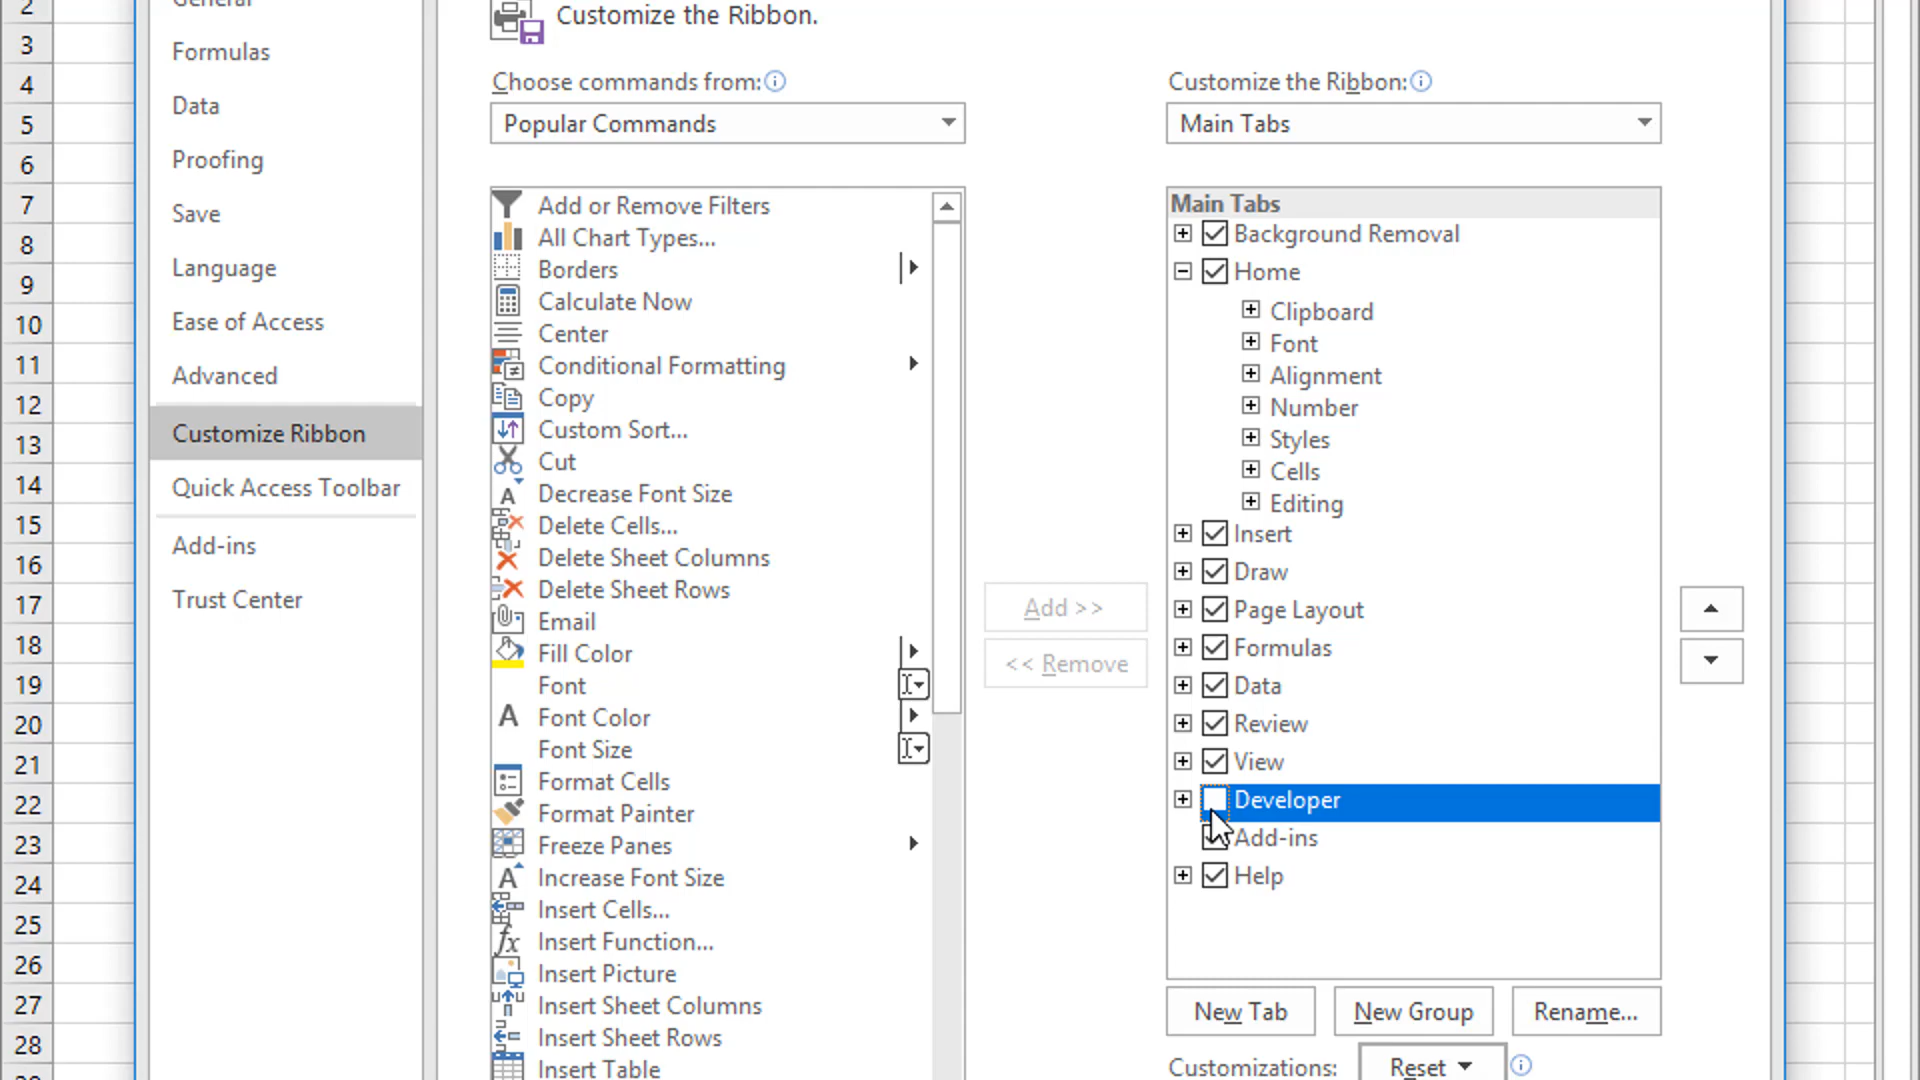 2
3
4
5
6
7
8
9
10
11
12
13
14
15
16
17
18
19
20
21
22
23
24
25
26
27
28
General
Formulas
Data
Proofing
Save
Language
Ease of Access
Advanced
Customize Ribbon
Quick Access Toolbar
Add-ins
Trust Center
Customize the Ribbon.
Choose commands from:
Popular Commands
Add or Remove Filters
All Chart Types...
Borders
Calculate Now
Center
Conditional Formatting
Copy
Custom Sort...
Cut
Decrease Font Size
Delete Cells...
Delete Sheet Columns
Delete Sheet Rows
Email
Fill Color
Font
Font Color
Font Size
Format Cells
Format Painter
Freeze Panes
Increase Font Size
Insert Cells...
Insert Function...
Insert Picture
Insert Sheet Columns
Insert Sheet Rows
Insert Table
Add >>
<< Remove
Customize the Ribbon:
Main Tabs
Main Tabs
Background Removal
Home
Clipboard
Font
Alignment
Number
Styles
Cells
Editing
Insert
Draw
Page Layout
Formulas
Data
Review
View
Developer
Add-ins
Help
New Tab
New Group
Rename...
Customizations:
Reset